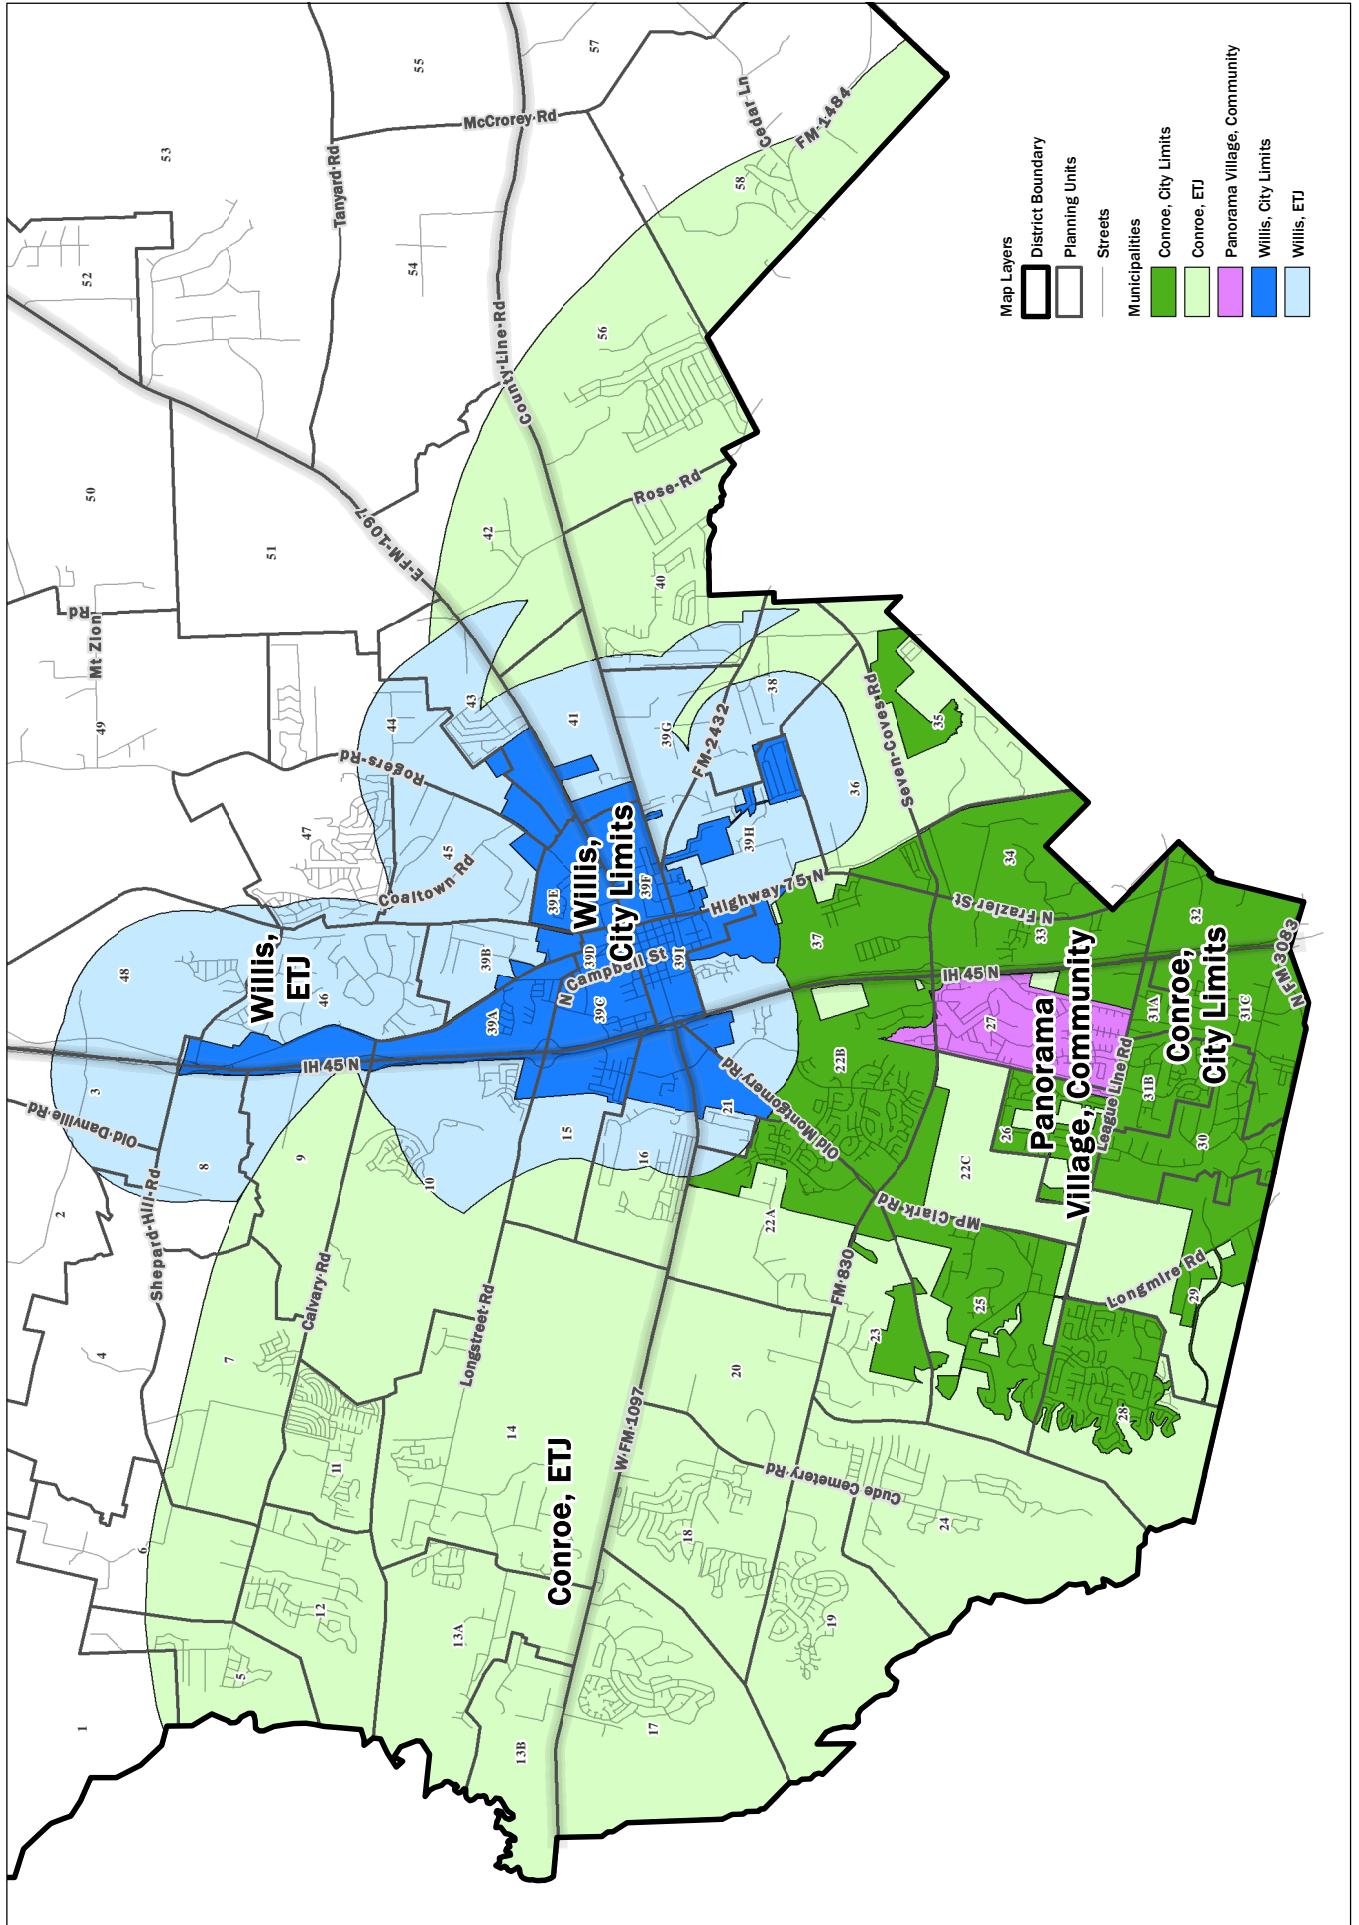 53
55
57
McCrorey Rd
Tanyard Rd
Cedar Ln
FM-1484
58
52
54
County-Line-Rd
56
50
51
E-FM-1097
42
Rose-Rd
40
Mt Zion
Rd
49
44
43
41
39G
38
FM-2432
Rogers-Rd
47
45
Coaltown-Rd
39E
39F
39H
36
35
Seven-Coves-Rd
Willis,
City Limits
Highway 75-N
34
N Frazier St
33
32
48
Willis,
ETJ
46
39B
39D
39I
N Campbell St
39A
39C
37
IH 45 N
IH 45 N
27
31A
31C
N FM 3083
Conroe,
City Limits
Panorama
Village, Community
League Line Rd
31B
30
26
22B
22C
Old Montgomery Rd
21
3
Old-Danville-Rd
8
9
10
15
16
2
Shepard-Hill-Rd
Calvary-Rd
Longstreet-Rd
22A
MP-Clark-Rd
FM-830
Longmire Rd
29
25
23
20
4
7
11
14
W-FM-1097
Cude Cemetery Rd
28
Conroe, ETJ
6
12
13A
18
24
19
5
1
13B
17
Map Layers
District Boundary
Planning Units
Streets
Municipalities
Conroe, City Limits
Conroe, ETJ
Panorama Village, Community
Willis, City Limits
Willis, ETJ